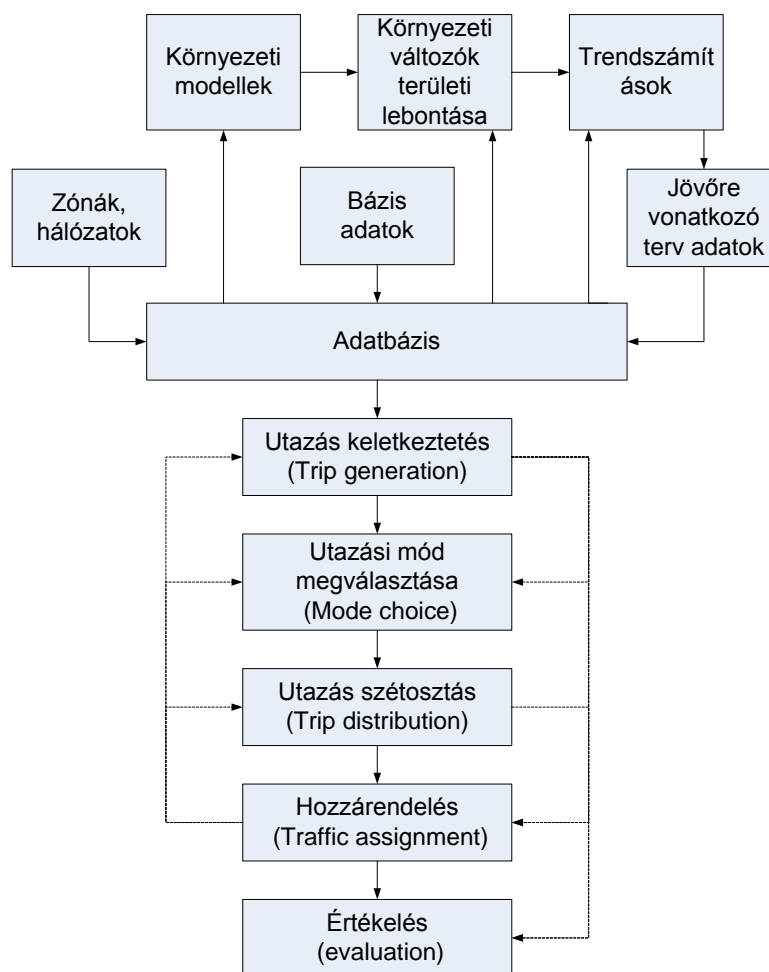 Környezeti
modellek
Környezeti
változók
területi
lebontása
Trendszámít
ások
Zónák,
hálózatok
Bázis
adatok
Jövőre
vonatkozó
terv adatok
Adatbázis
Utazás keletkeztetés
(Trip generation)
Utazási mód
megválasztása
(Mode choice)
Utazás szétosztás
(Trip distribution)
Hozzárendelés
(Traffic assignment)
Értékelés
(evaluation)